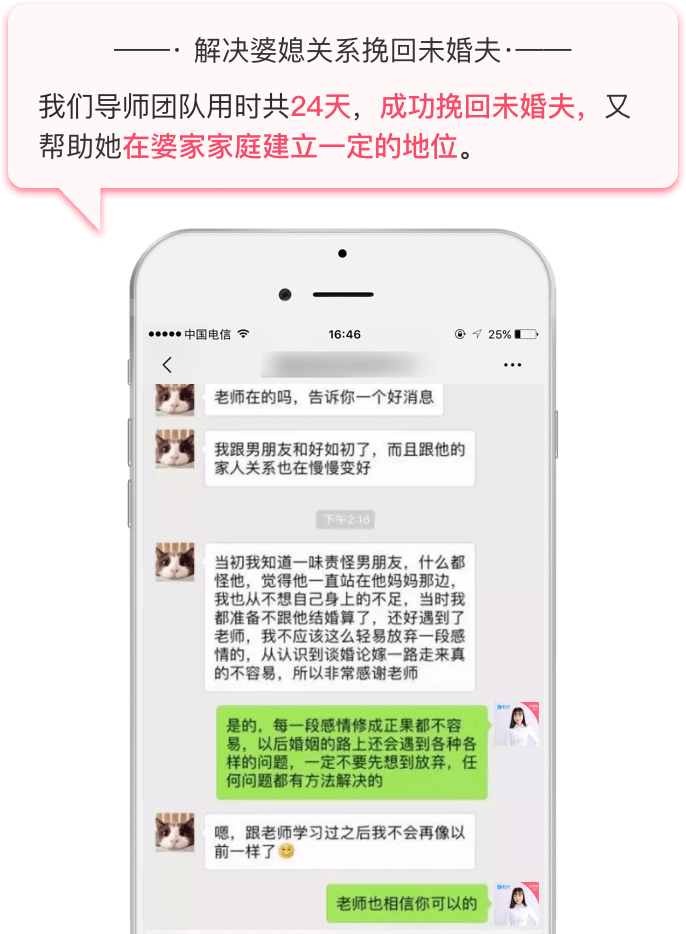 解决婆媳关系挽回未婚夫
我们导师团队用时共24天，成功挽回未婚夫，又
帮助她在婆家家庭建立一定的地位。
中国电信 16:46 25%
老师在的吗，告诉你一个好消息
我跟男朋友和好如初了，而且跟他的
家人关系也在慢慢变好
下午2:16
当初我知道一味责怪男朋友，什么都
怪他，觉得他一直站在他妈妈那边，
我也从不想自己身上的不足，当时我
都准备不跟他结婚算了，还好遇到了
老师，我不应该这么轻易放弃一段感
情的，从认识到谈婚论嫁一路走来真
的不容易，所以非常感谢老师
是的，每一段感情修成正果都不容
易，以后婚姻的路上还会遇到各种各
样的问题，一定不要先想到放弃，任
何问题都有方法解决的
嗯，跟老师学习过之后我不会再像以
前一样了😊
老师也相信你可以的